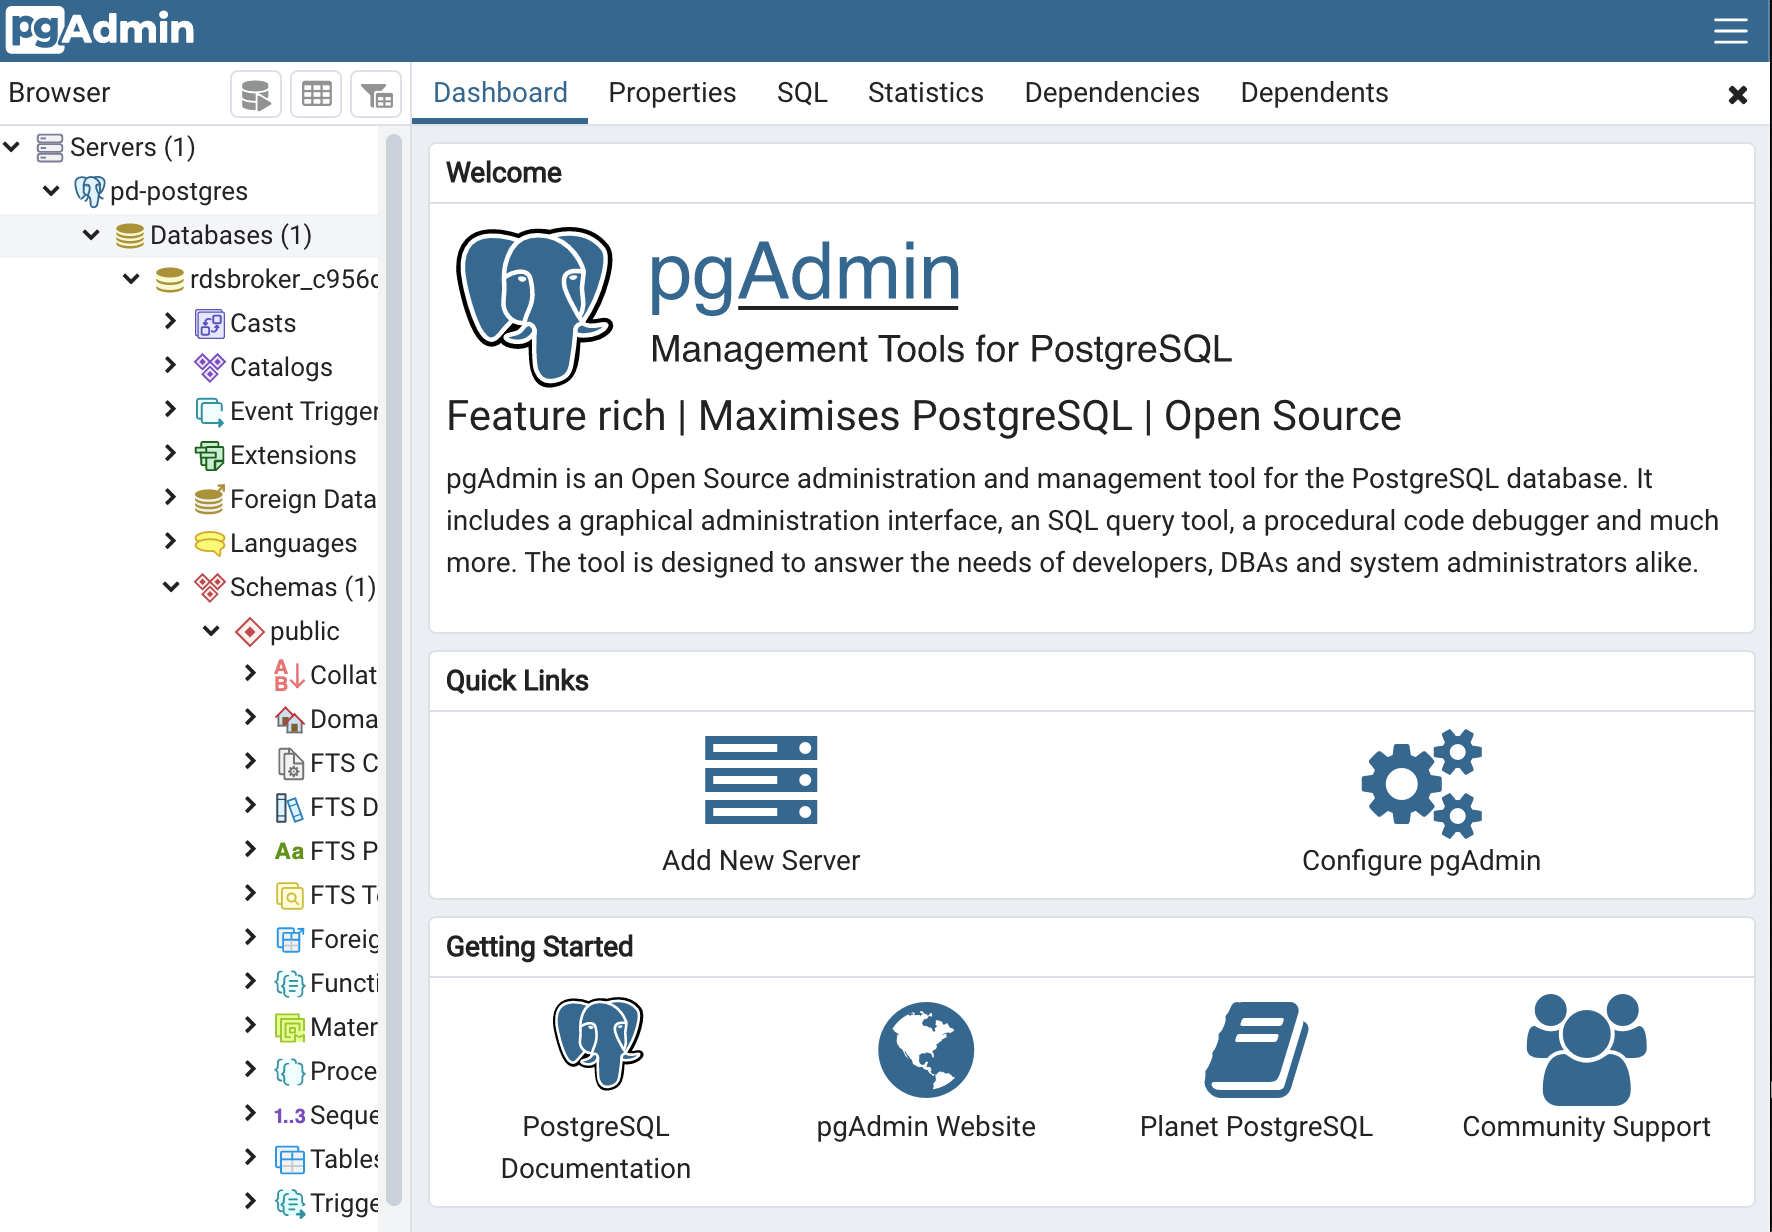 pgAdmin
Browser
Dashboard Properties SQL Statistics Dependencies Dependents
Servers (1)
pd-postgres
Databases (1)
rdsbroker_c956
Casts
Catalogs
Event Trigger
Extensions
Foreign Data
Languages
Schemas (1)
public
Collat
Doma
FTS C
FTS D
Aa FTS P
FTS T
Foreig
Functi
Mater
Proce
1..3 Seque
Tables
Trigge
Welcome
pgAdmin
Management Tools for PostgreSQL
Feature rich | Maximises PostgreSQL | Open Source
pgAdmin is an Open Source administration and management tool for the PostgreSQL database. It
includes a graphical administration interface, an SQL query tool, a procedural code debugger and much
more. The tool is designed to answer the needs of developers, DBAs and system administrators alike.
Quick Links
Add New Server
Configure pgAdmin
Getting Started
PostgreSQL
Documentation
pgAdmin Website
Planet PostgreSQL
Community Support